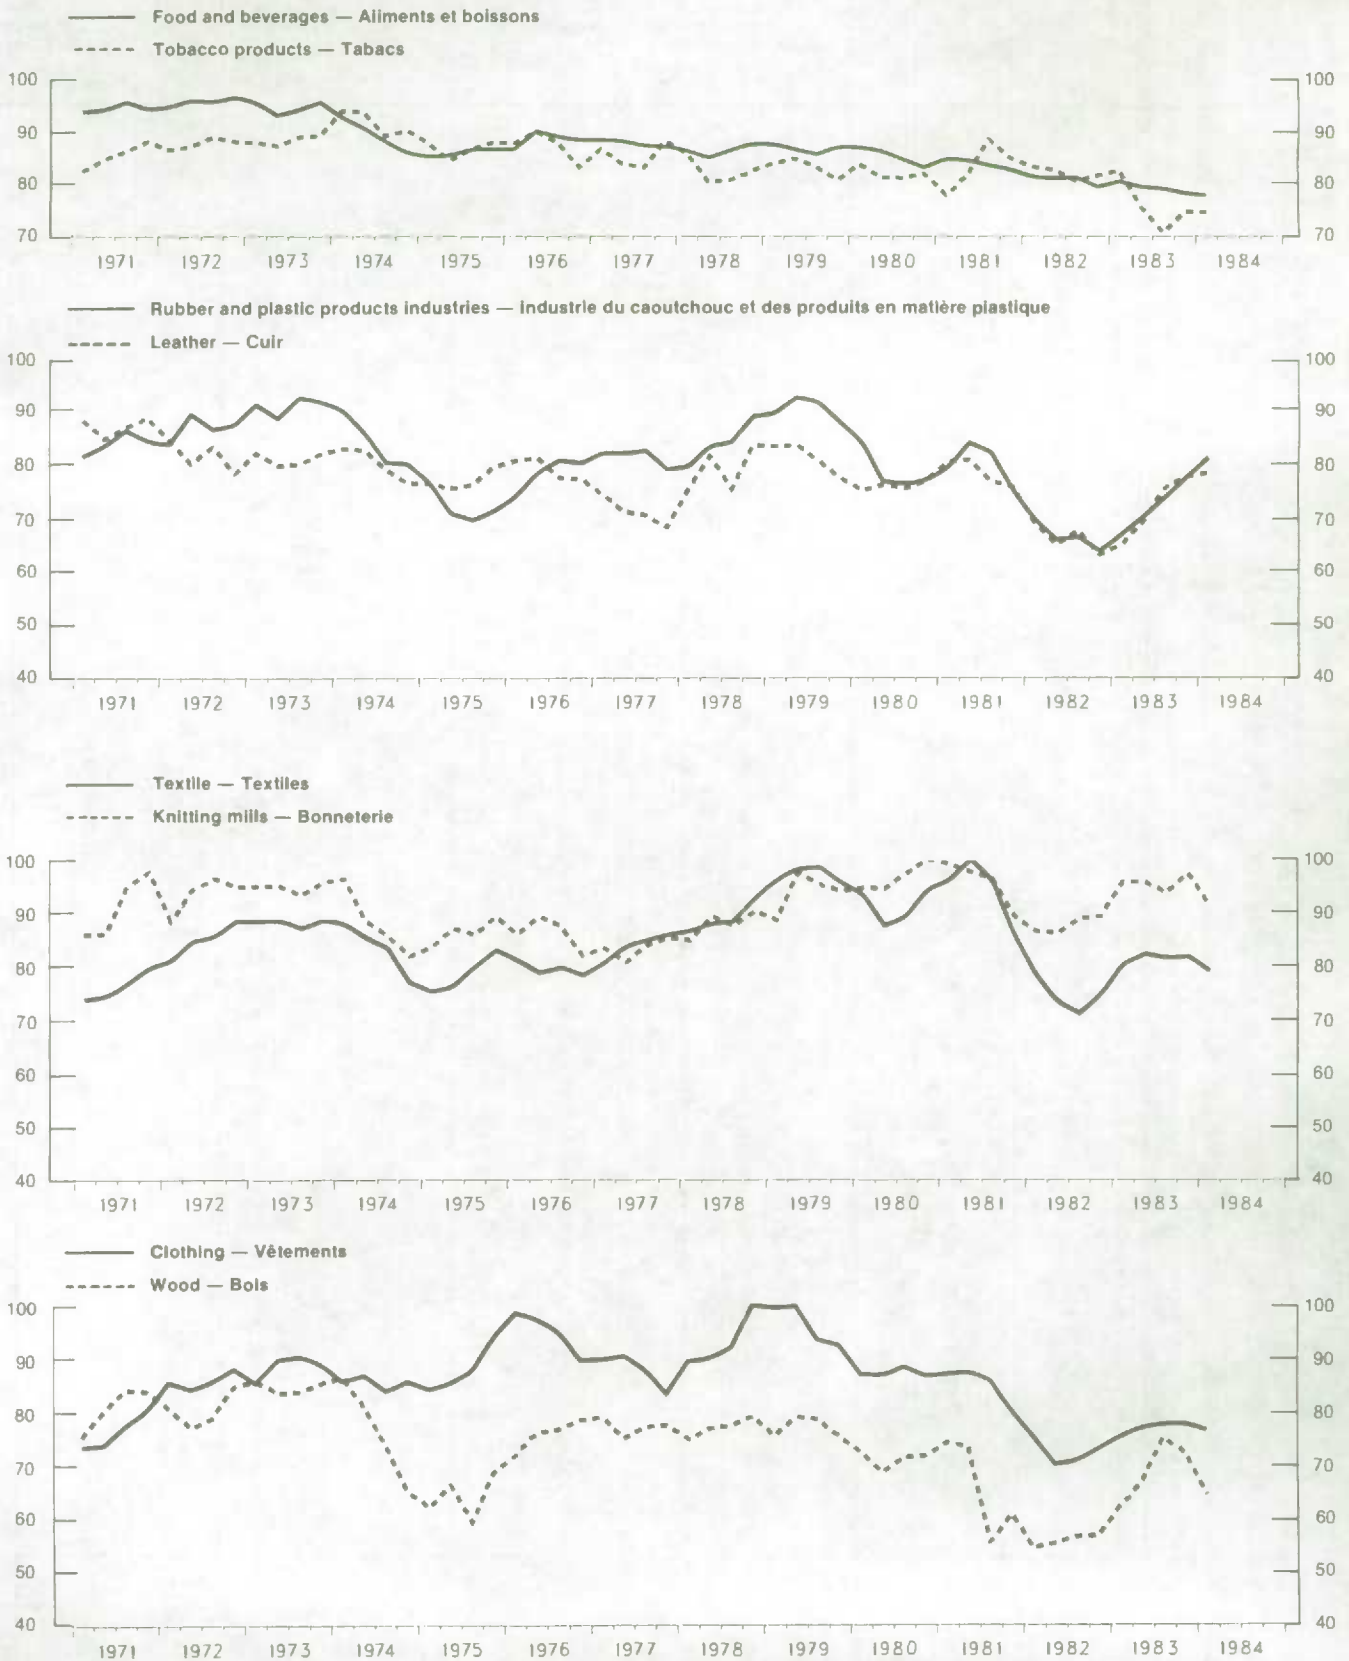 Food and beverages — Aliments et boissons
Tobacco products — Tabacs
100 100
90 90
80 80
70 70
1971 1972 1973 1974 1975 1976 1977 1978 1979 1980 1981 1982 1983 1984
Rubber and plastic products industries — Industrie du caoutchouc et des produits en matière plastique
Leather — Cuir
100 100
90 90
80 80
70 70
60 60
50 50
40 40
1971 1972 1973 1974 1975 1976 1977 1978 1979 1980 1981 1982 1983 1984
Textile — Textiles
Knitting mills — Bonneterie
100 100
90 90
80 80
70 70
60 60
50 50
40 40
1971 1972 1973 1974 1975 1976 1977 1978 1979 1980 1981 1982 1983 1984
Clothing — Vêtements
Wood — Bois
100 100
90 90
80 80
70 70
60 60
50 50
40 40
1971 1972 1973 1974 1975 1976 1977 1978 1979 1980 1981 1982 1983 1984